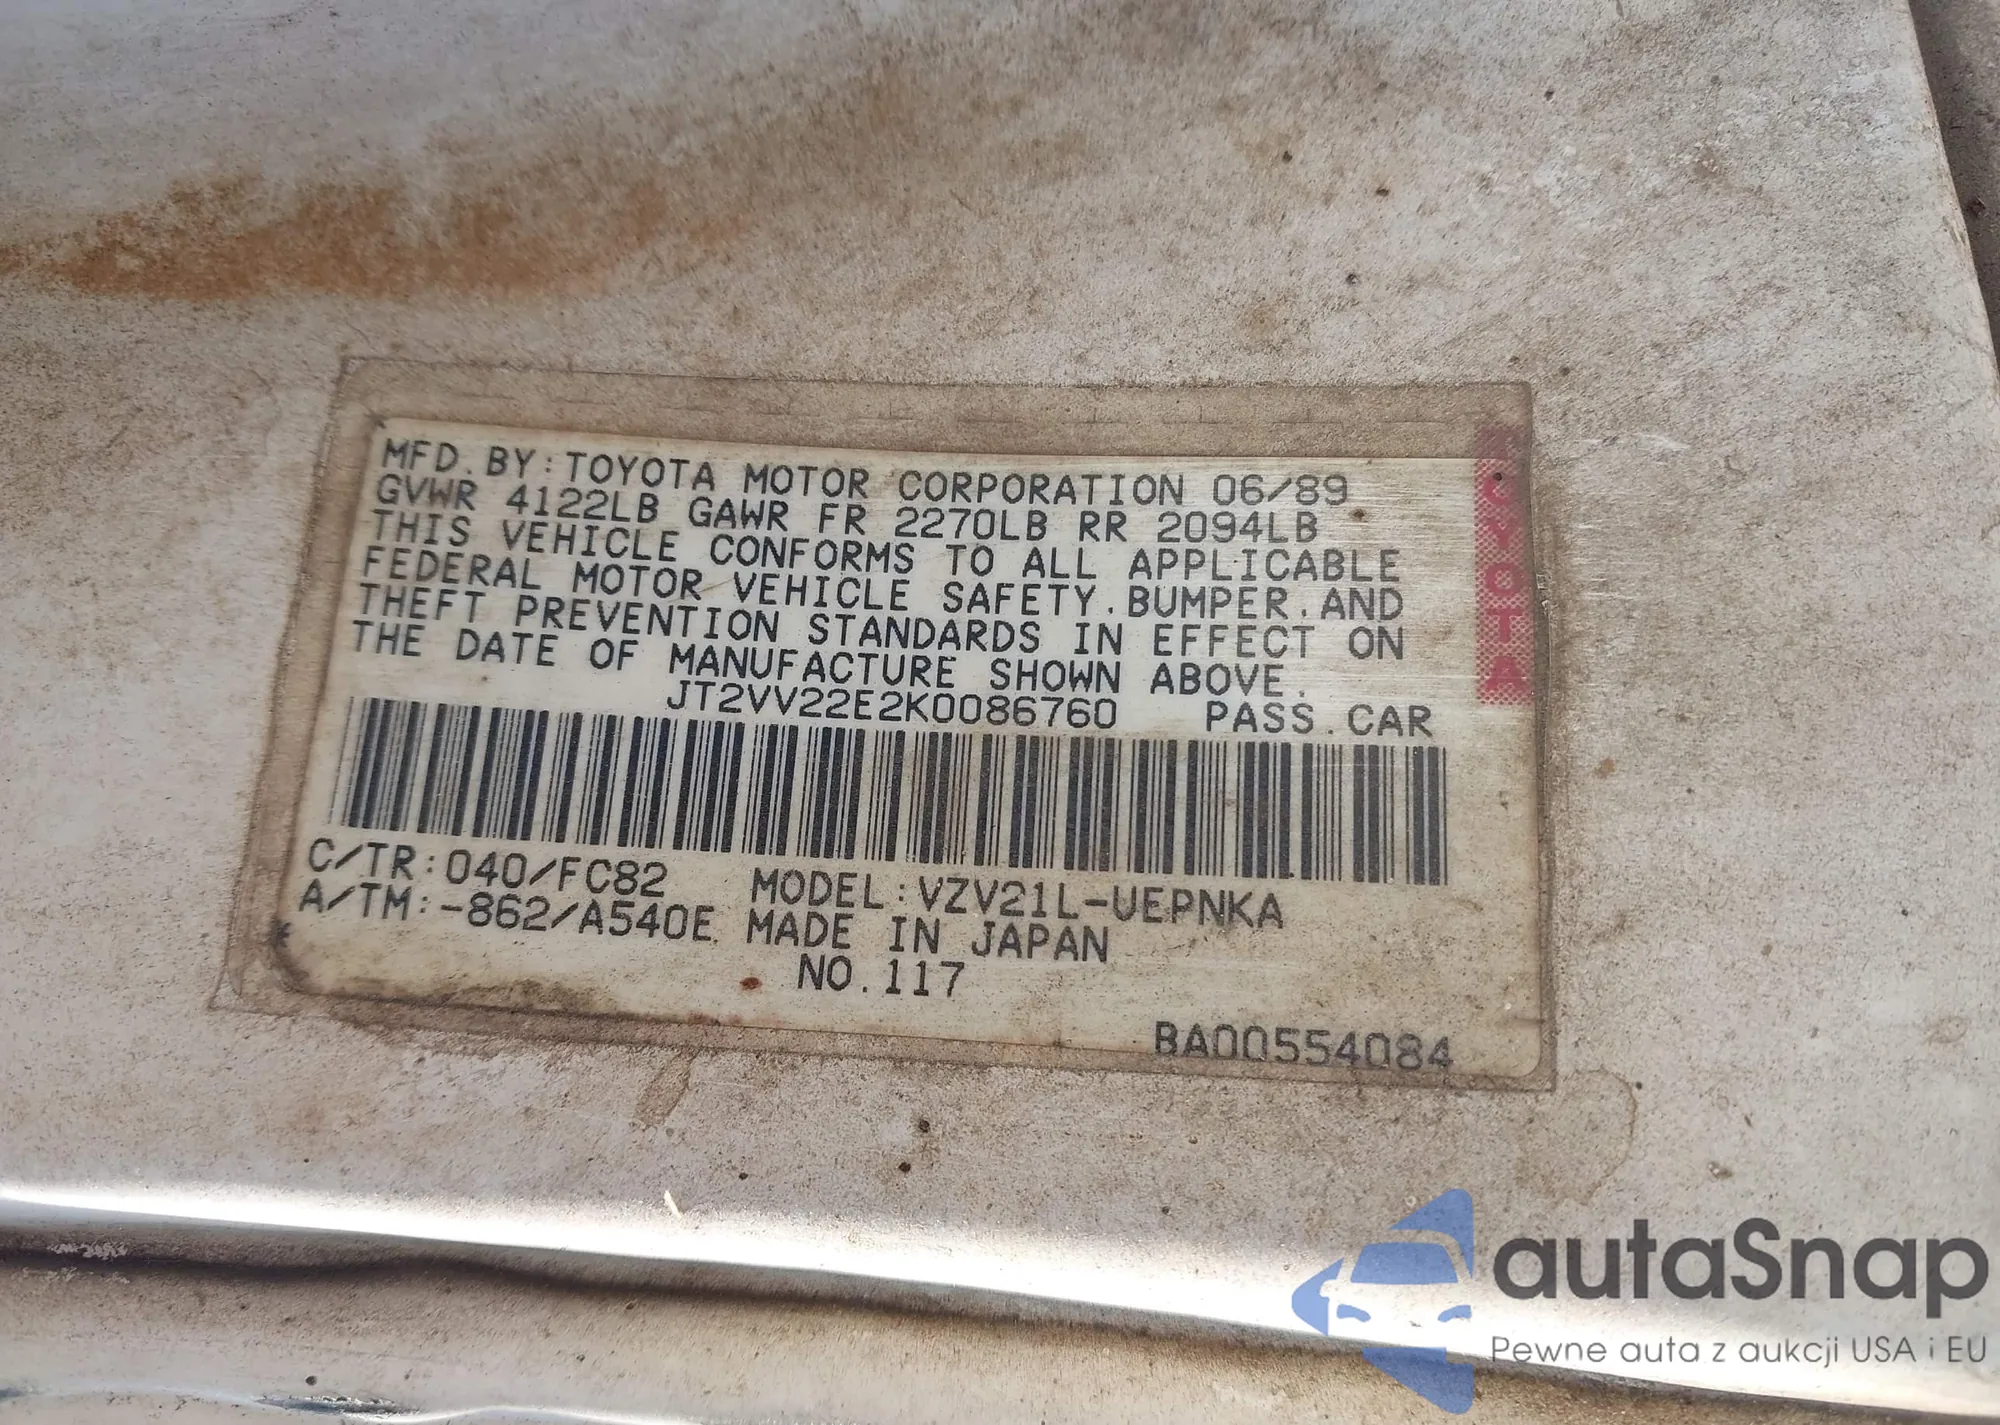 MFD.BY:TOYOTA MOTOR CORPORATION 06/89
GVWR 4122LB GAWR FR 2270LB RR 2094LB
THIS VEHICLE CONFORMS TO ALL APPLICABLE
FEDERAL MOTOR VEHICLE SAFETY.BUMPER.AND
THEFT PREVENTION STANDARDS IN EFFECT ON
THE DATE OF MANUFACTURE SHOWN ABOVE.
JT2VV22E2K0086760 PASS.CAR
C/TR:040/FC82 MODEL:VZV21L-UEPNKA
A/TM:-862/A540E MADE IN JAPAN
NO.117
BA00554084
TOYOTA
autaSnap
Pewne auta z aukcji USA i EU